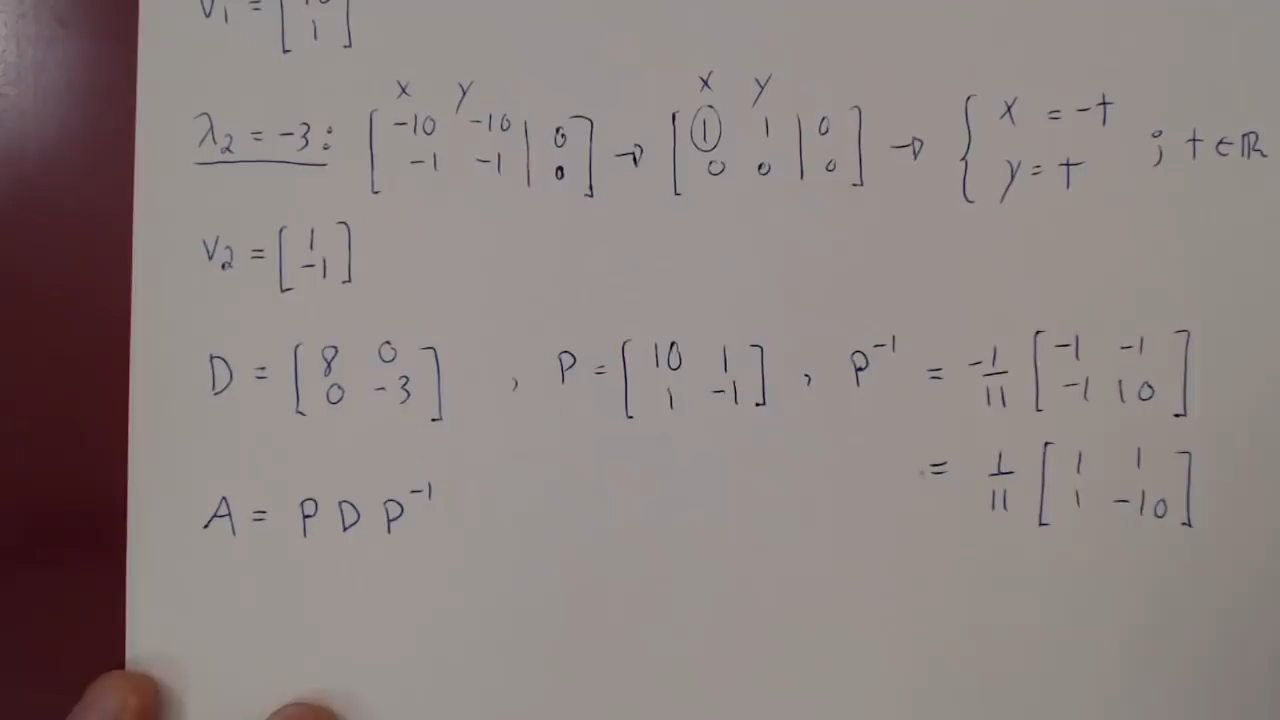 V₁ = [ 10 ; 1 ]
x y x y
λ₂ = -3: [ -10 -10 | 0 ; -1 -1 | 0 ] → [ 1 1 | 0 ; 0 0 | 0 ] → { x = -t ; y = t ; t ∈ ℝ
V₂ = [ 1 ; -1 ]
D = [ 8 0 ; 0 -3 ] , P = [ 10 1 ; 1 -1 ] , P⁻¹ = -1/11 [ -1 -1 ; -1 10 ]
= 1/11 [ 1 1 ; 1 -10 ]
A = P D P⁻¹